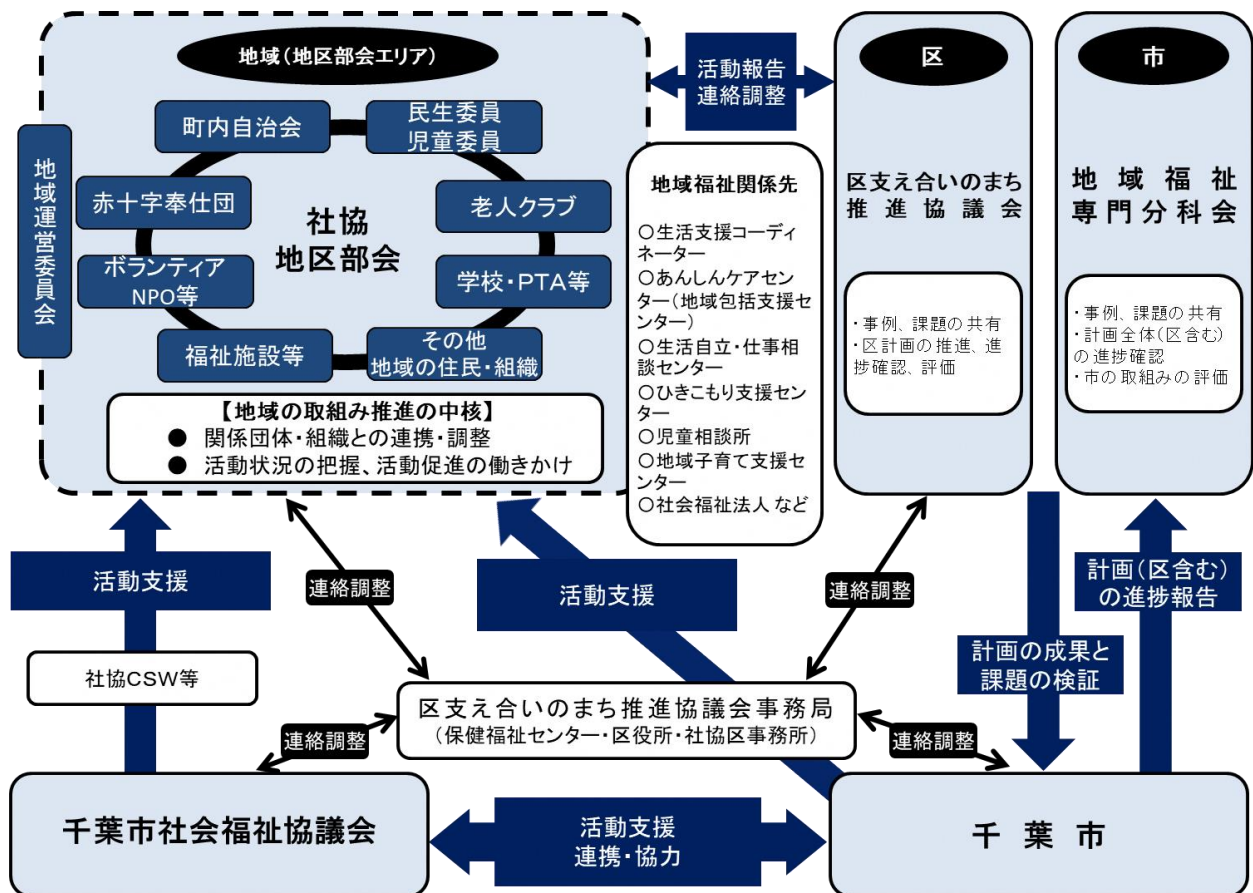 地域(地区部会エリア)
町内自治会
民生委員
児童委員
赤十字奉仕団
老人クラブ
社協
地区部会
ボランティア
NPO等
学校・PTA等
福祉施設等
その他
地域の住民・組織
地域運営委員会
【地域の取組み推進の中核】
● 関係団体・組織との連携・調整
● 活動状況の把握、活動促進の働きかけ
活動報告
連絡調整
地域福祉関係先
○生活支援コーディ
ネーター
○あんしんケアセン
ター(地域包括支援セ
ンター)
○生活自立・仕事相
談センター
○ひきこもり支援セン
ター
○児童相談所
○地域子育て支援セ
ンター
○社会福祉法人 など
区
区支え合いのまち
推進協議会
・事例、課題の共有
・区計画の推進、進
捗確認、評価
市
地域福祉
専門分科会
・事例、課題の共有
・計画全体(区含む)
の進捗確認
・市の取組みの評価
活動支援
社協CSW等
連絡調整
活動支援
連絡調整
計画の成果と
課題の検証
計画(区含む)
の進捗報告
区支え合いのまち推進協議会事務局
(保健福祉センター・区役所・社協区事務所)
連絡調整
連絡調整
千葉市社会福祉協議会
活動支援
連携・協力
千葉市